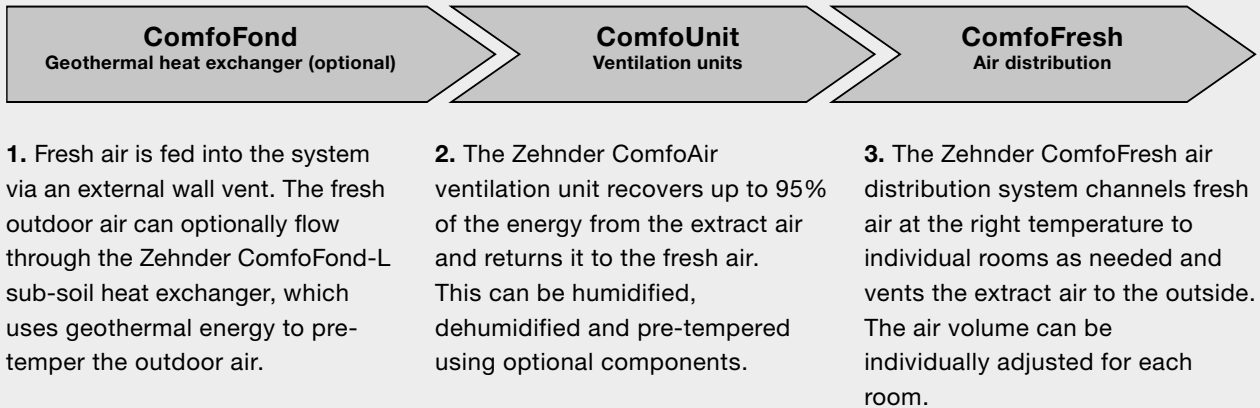 ComfoFond
Geothermal heat exchanger (optional)
ComfoUnit
Ventilation units
ComfoFresh
Air distribution
1. Fresh air is fed into the system
via an external wall vent. The fresh
outdoor air can optionally flow
through the Zehnder ComfoFond-L
sub-soil heat exchanger, which
uses geothermal energy to pre-
temper the outdoor air.
2. The Zehnder ComfoAir
ventilation unit recovers up to 95%
of the energy from the extract air
and returns it to the fresh air.
This can be humidified,
dehumidified and pre-tempered
using optional components.
3. The Zehnder ComfoFresh air
distribution system channels fresh
air at the right temperature to
individual rooms as needed and
vents the extract air to the outside.
The air volume can be
individually adjusted for each
room.